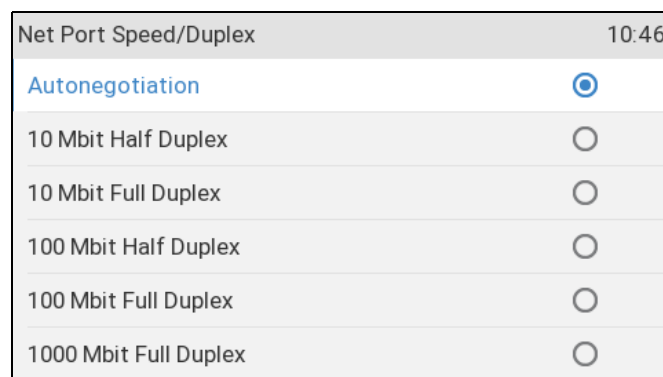 Net Port Speed/Duplex 10:46
Autonegotiation
10 Mbit Half Duplex
10 Mbit Full Duplex
100 Mbit Half Duplex
100 Mbit Full Duplex
1000 Mbit Full Duplex